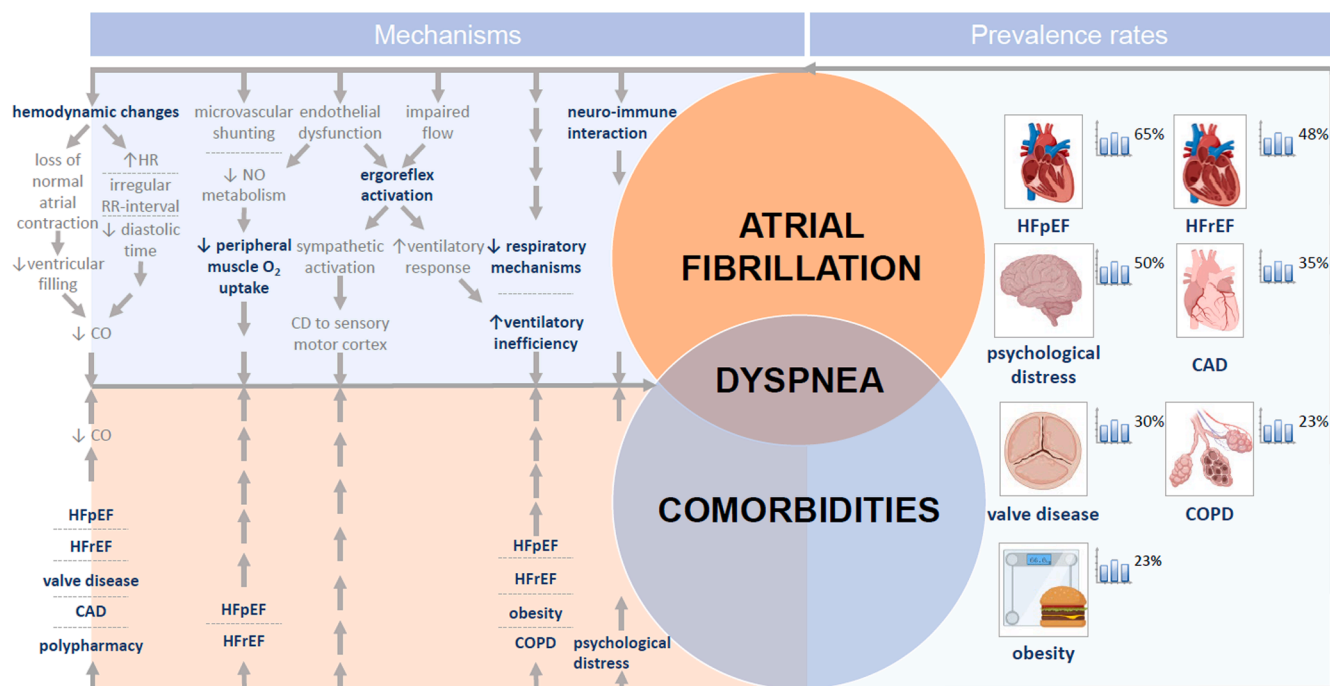 Mechanisms
Prevalence rates
hemodynamic changes
loss of
normal
atrial
contraction
↓ventricular
filling
↑HR
irregular
RR-interval
↓ diastolic
time
↓ CO
microvascular
shunting
endothelial
dysfunction
impaired
flow
↓ NO
metabolism
ergoreflex
activation
↓ peripheral
muscle O₂
uptake
sympathetic
activation
↑ventilatory
response
CD to sensory
motor cortex
↓ respiratory
mechanisms
↑ventilatory
inefficiency
neuro-immune
interaction
ATRIAL
FIBRILLATION
DYSPNEA
COMORBIDITIES
↓ CO
HFpEF
HFrEF
valve disease
CAD
polypharmacy
HFpEF
HFrEF
HFpEF
HFrEF
obesity
COPD
psychological
distress
65%
HFpEF
48%
HFrEF
50%
psychological
distress
35%
CAD
30%
valve disease
23%
COPD
23%
obesity